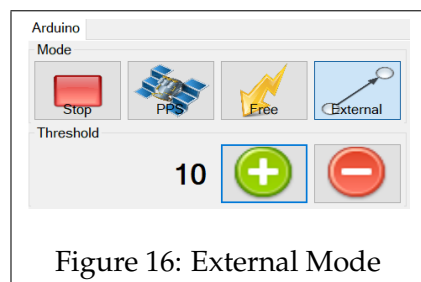 Arduino
Mode
Stop PPS Free External
Threshold
10
Figure 16: External Mode